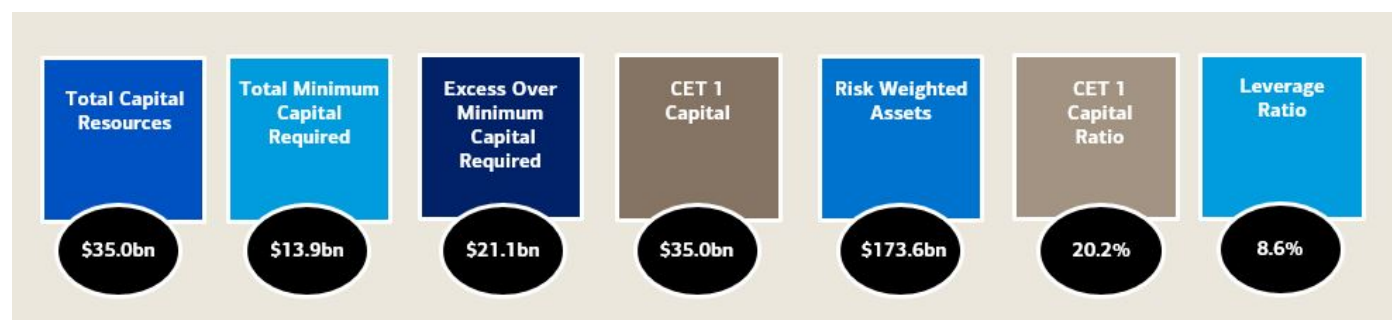 Total Capital
Resources
$35.0bn
Total Minimum
Capital
Required
$13.9bn
Excess Over
Minimum
Capital
Required
$21.1bn
CET 1
Capital
$35.0bn
Risk Weighted
Assets
$173.6bn
CET 1
Capital
Ratio
20.2%
Leverage
Ratio
8.6%